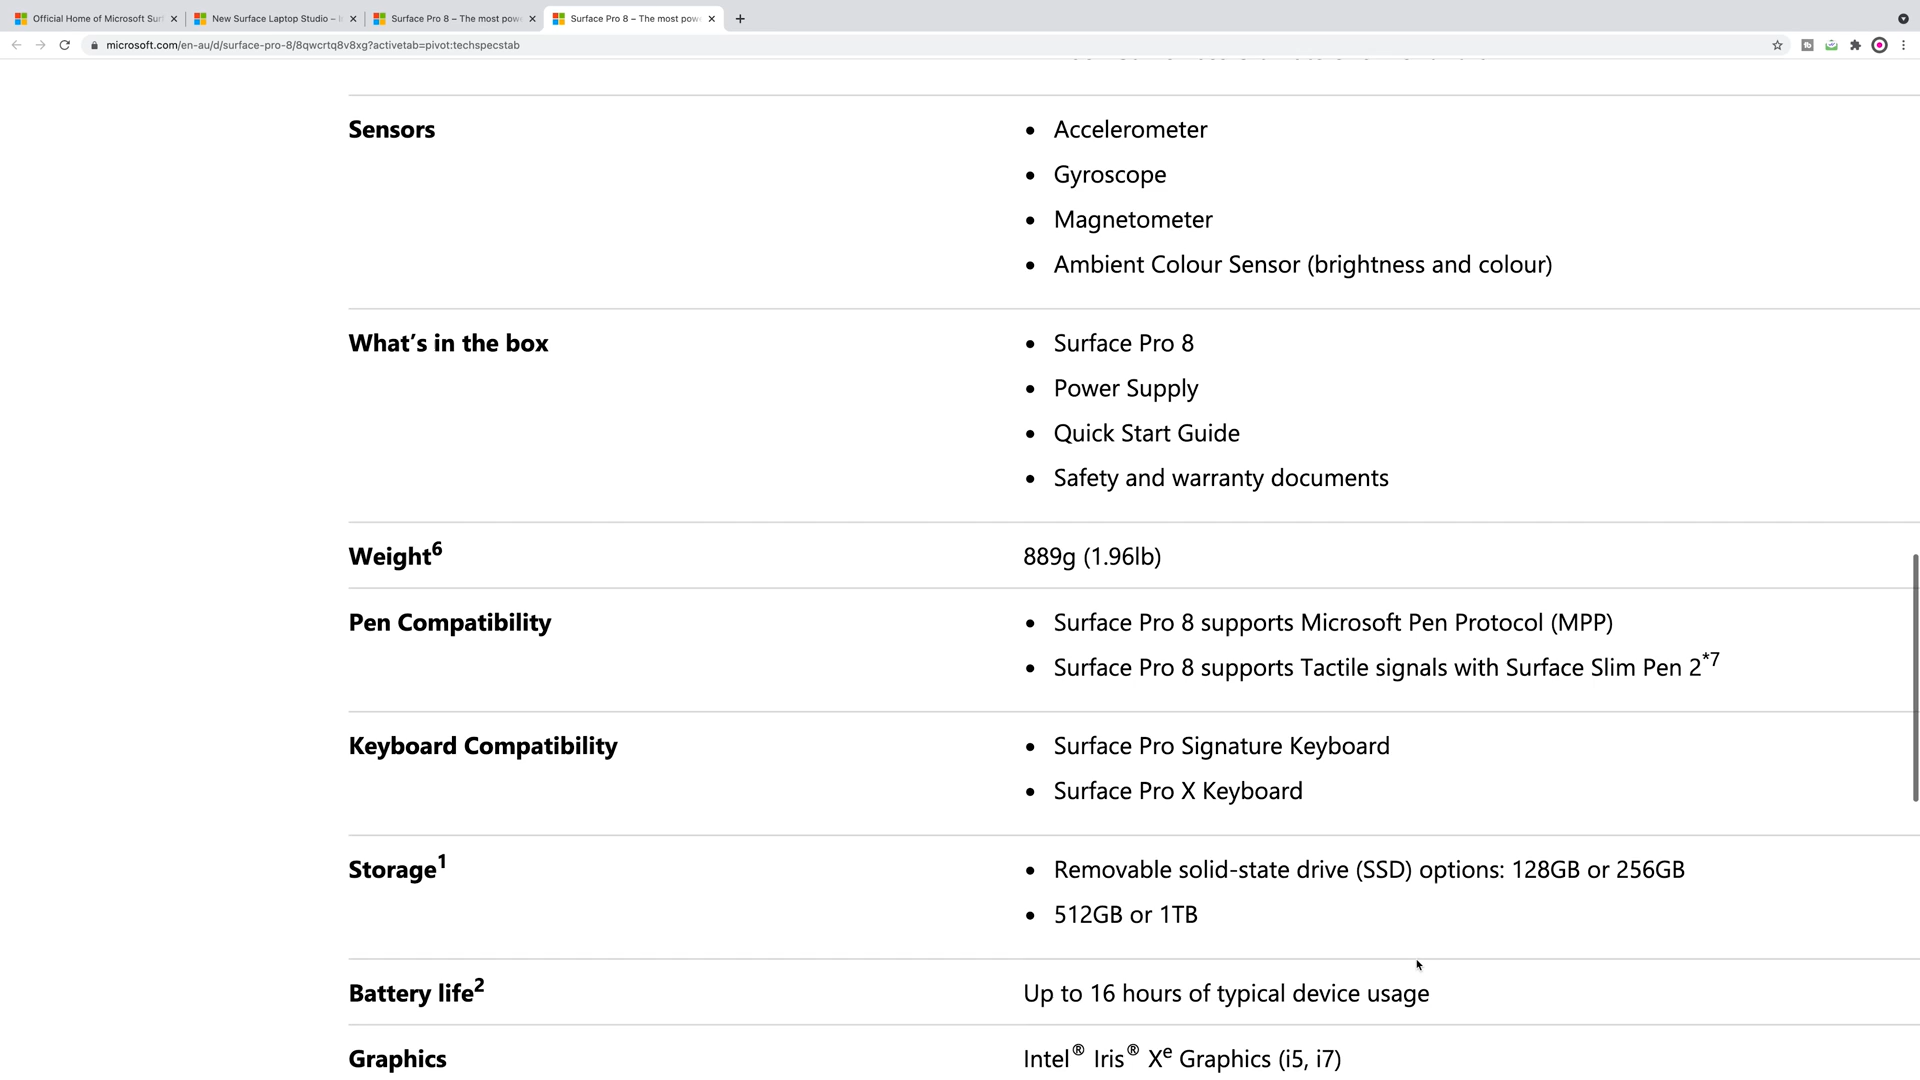 Official Home of Microsoft Sur
New Surface Laptop Studio –
Surface Pro 8 – The most pow
Surface Pro 8 – The most pow
microsoft.com/en-au/d/surface-pro-8/8qwcrtq8v8xg?activetab=pivot:techspecstab
Sensors
• Accelerometer
• Gyroscope
• Magnetometer
• Ambient Colour Sensor (brightness and colour)
What’s in the box
• Surface Pro 8
• Power Supply
• Quick Start Guide
• Safety and warranty documents
Weight6 889g (1.96lb)
Pen Compatibility
• Surface Pro 8 supports Microsoft Pen Protocol (MPP)
• Surface Pro 8 supports Tactile signals with Surface Slim Pen 2*7
Keyboard Compatibility
• Surface Pro Signature Keyboard
• Surface Pro X Keyboard
Storage1
• Removable solid-state drive (SSD) options: 128GB or 256GB
• 512GB or 1TB
Battery life2 Up to 16 hours of typical device usage
Graphics Intel® Iris® Xe Graphics (i5, i7)